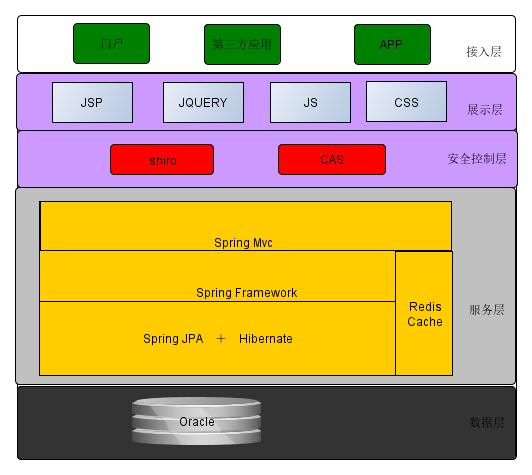 门户
第三方应用
APP
接入层
JSP
JQUERY
JS
CSS
展示层
shiro
CAS
安全控制层
Spring Mvc
Spring Framework
Redis
Cache
服务层
Spring JPA + Hibernate
Oracle
数据层